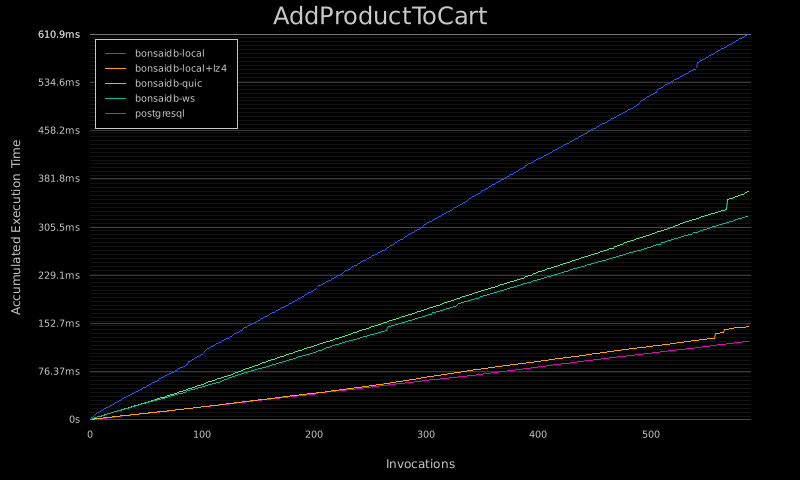 AddProductToCart
610.9ms
534.6ms
458.2ms
381.8ms
305.5ms
229.1ms
152.7ms
76.37ms
0s
Accumulated Execution Time
bonsaidb-local
bonsaidb-local+lz4
bonsaidb-quic
bonsaidb-ws
postgresql
0 100 200 300 400 500
Invocations